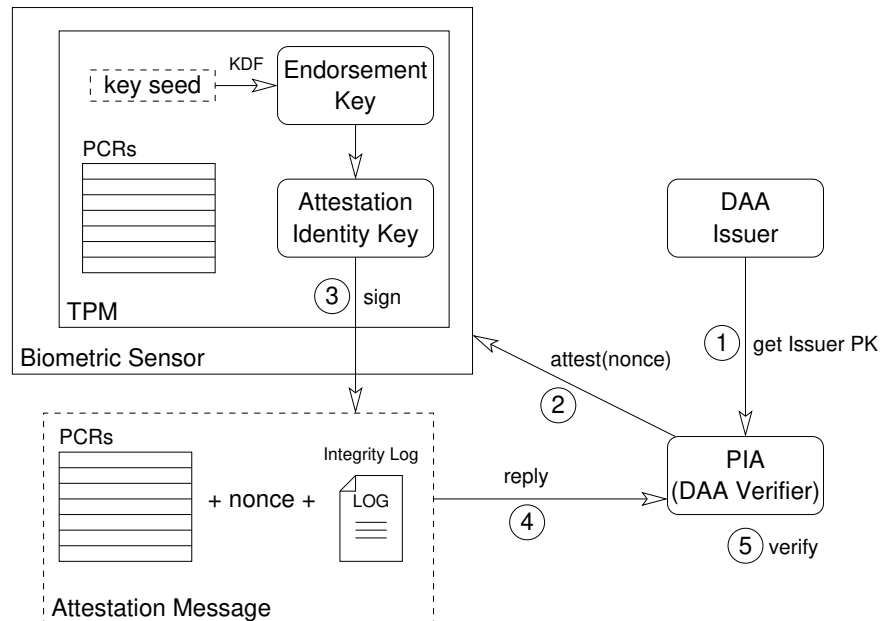 key seed
KDF
Endorsement
Key
PCRs
Attestation
Identity Key
3 sign
TPM
Biometric Sensor
DAA
Issuer
1 get Issuer PK
attest(nonce)
2
PCRs
+ nonce +
Integrity Log
LOG
Attestation Message
reply
4
PIA
(DAA Verifier)
5 verify